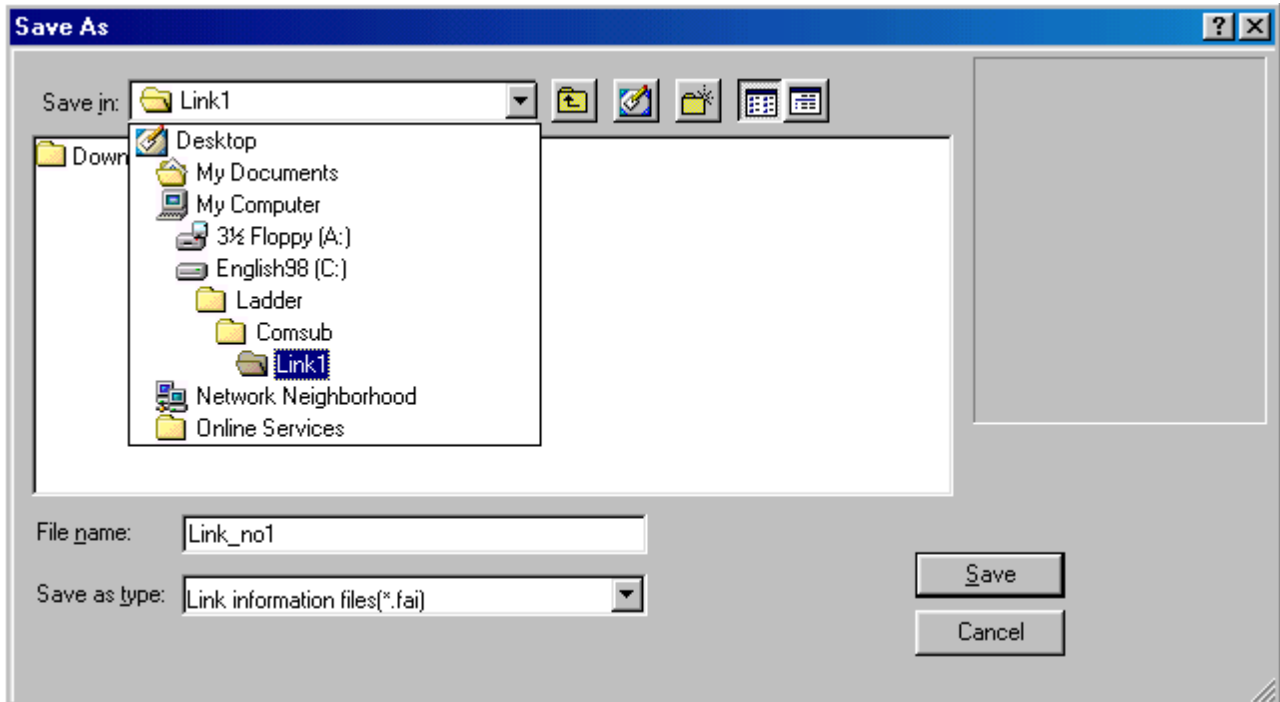 Save As
Save in: Link1
Desktop
Down
My Documents
My Computer
3½ Floppy (A:)
English98 (C:)
Ladder
Comsub
Link1
Network Neighborhood
Online Services
File name: Link_no1
Save as type: Link information files(*.fai)
Save
Cancel